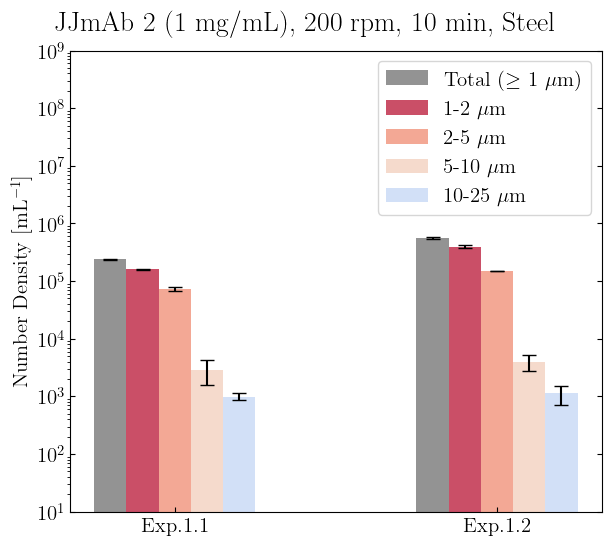 JJmAb 2 (1 mg/mL), 200 rpm, 10 min, Steel
Number Density [mL⁻¹]
10⁹
10⁸
10⁷
10⁶
10⁵
10⁴
10³
10²
10¹
Total (≥ 1 μm)
1-2 μm
2-5 μm
5-10 μm
10-25 μm
Exp.1.1
Exp.1.2